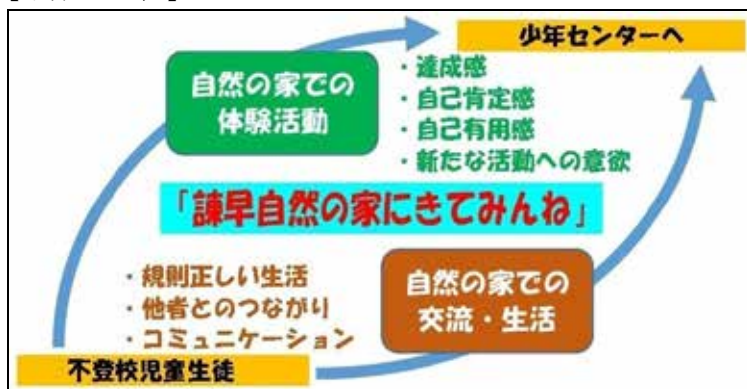 少年センターへ
自然の家での
体験活動
・達成感
・自己肯定感
・自己有用感
・新たな活動への意欲
「諫早自然の家にきてみんね」
・規則正しい生活
・他者とのつながり
・コミュニケーション
自然の家での
交流・生活
不登校児童生徒